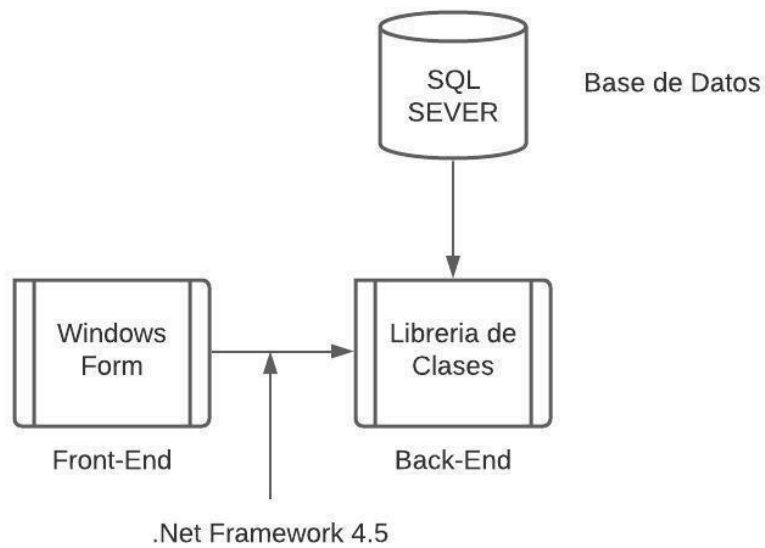 SQL
SEVER
Base de Datos
Windows
Form
Libreria de
Clases
Front-End
Back-End
.Net Framework 4.5